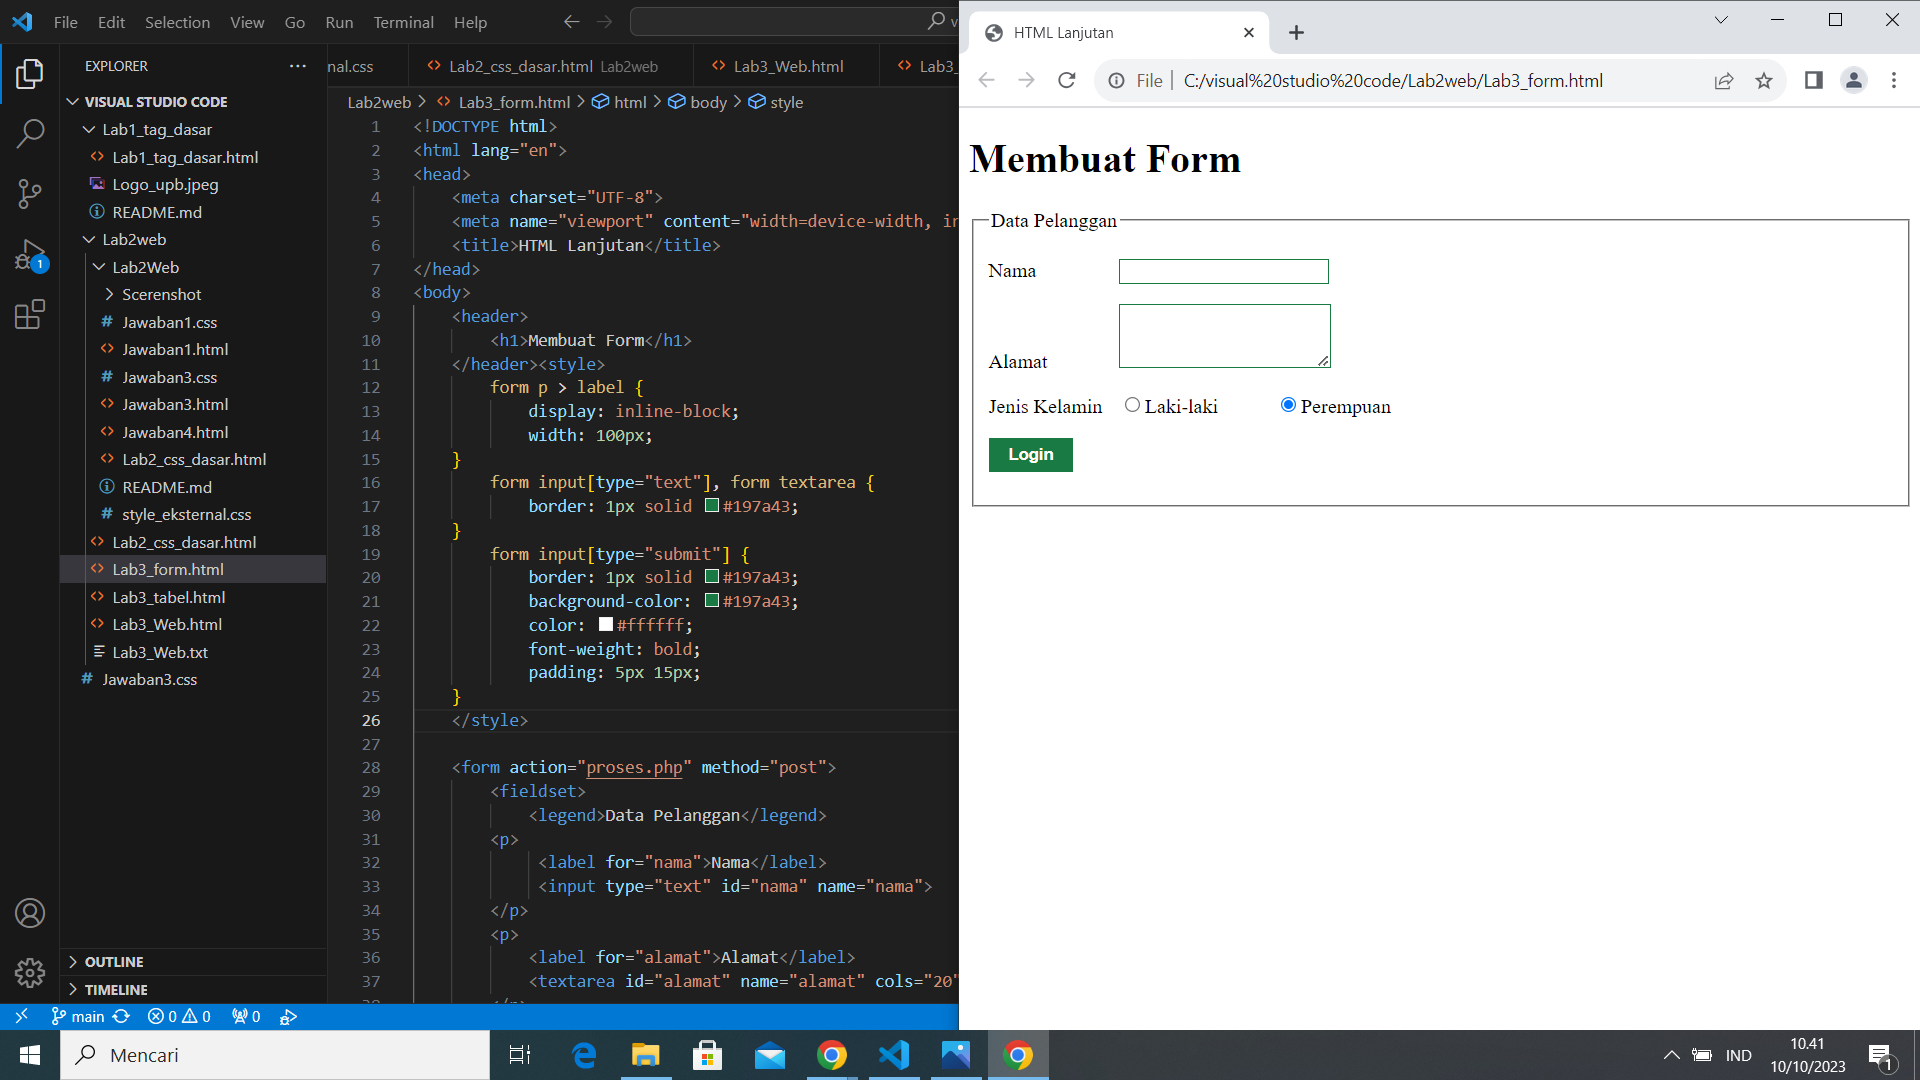 File Edit Selection View Go Run Terminal Help
EXPLORER
VISUAL STUDIO CODE
Lab1_tag_dasar
Lab1_tag_dasar.html
Logo_upb.jpeg
README.md
Lab2web
Lab2Web
Scerenshot
Jawaban1.css
Jawaban1.html
Jawaban3.css
Jawaban3.html
Jawaban4.html
Lab2_css_dasar.html
README.md
style_eksternal.css
Lab2_css_dasar.html
Lab3_form.html
Lab3_tabel.html
Lab3_Web.html
Lab3_Web.txt
Jawaban3.css
OUTLINE
TIMELINE
1
nal.css Lab2_css_dasar.html Lab2web Lab3_Web.html Lab3_
Lab2web > Lab3_form.html > html > body > style
1 <!DOCTYPE html>
2 <html lang="en">
3 <head>
4 <meta charset="UTF-8">
5 <meta name="viewport" content="width=device-width, in
6 <title>HTML Lanjutan</title>
7 </head>
8 <body>
9 <header>
10 <h1>Membuat Form</h1>
11 </header><style>
12 form p > label {
13 display: inline-block;
14 width: 100px;
15 }
16 form input[type="text"], form textarea {
17 border: 1px solid #197a43;
18 }
19 form input[type="submit"] {
20 border: 1px solid #197a43;
21 background-color: #197a43;
22 color: #ffffff;
23 font-weight: bold;
24 padding: 5px 15px;
25 }
26 </style>
27
28 <form action="proses.php" method="post">
29 <fieldset>
30 <legend>Data Pelanggan</legend>
31 <p>
32 <label for="nama">Nama</label>
33 <input type="text" id="nama" name="nama">
34 </p>
35 <p>
36 <label for="alamat">Alamat</label>
37 <textarea id="alamat" name="alamat" cols="20"
38 </p>
main 0 0 0
HTML Lanjutan
File C:/visual%20studio%20code/Lab2web/Lab3_form.html
Membuat Form
Data Pelanggan
Nama
Alamat
Jenis Kelamin Laki-laki Perempuan
Login
Mencari
IND
10.41
10/10/2023
1